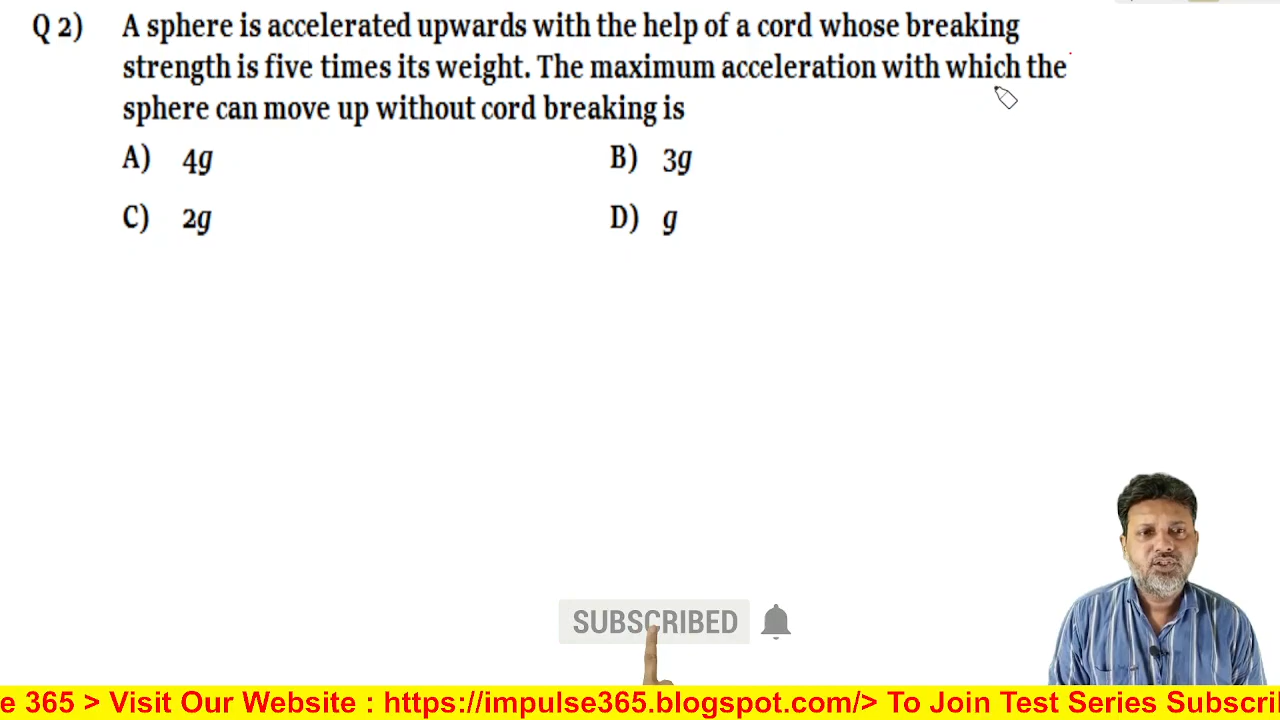 Q 2) A sphere is accelerated upwards with the help of a cord whose breaking
strength is five times its weight. The maximum acceleration with which the
sphere can move up without cord breaking is
A) 4g B) 3g
C) 2g D) g
SUBSCRIBED
e 365 > Visit Our Website : https://impulse365.blogspot.com/> To Join Test Series Subscri